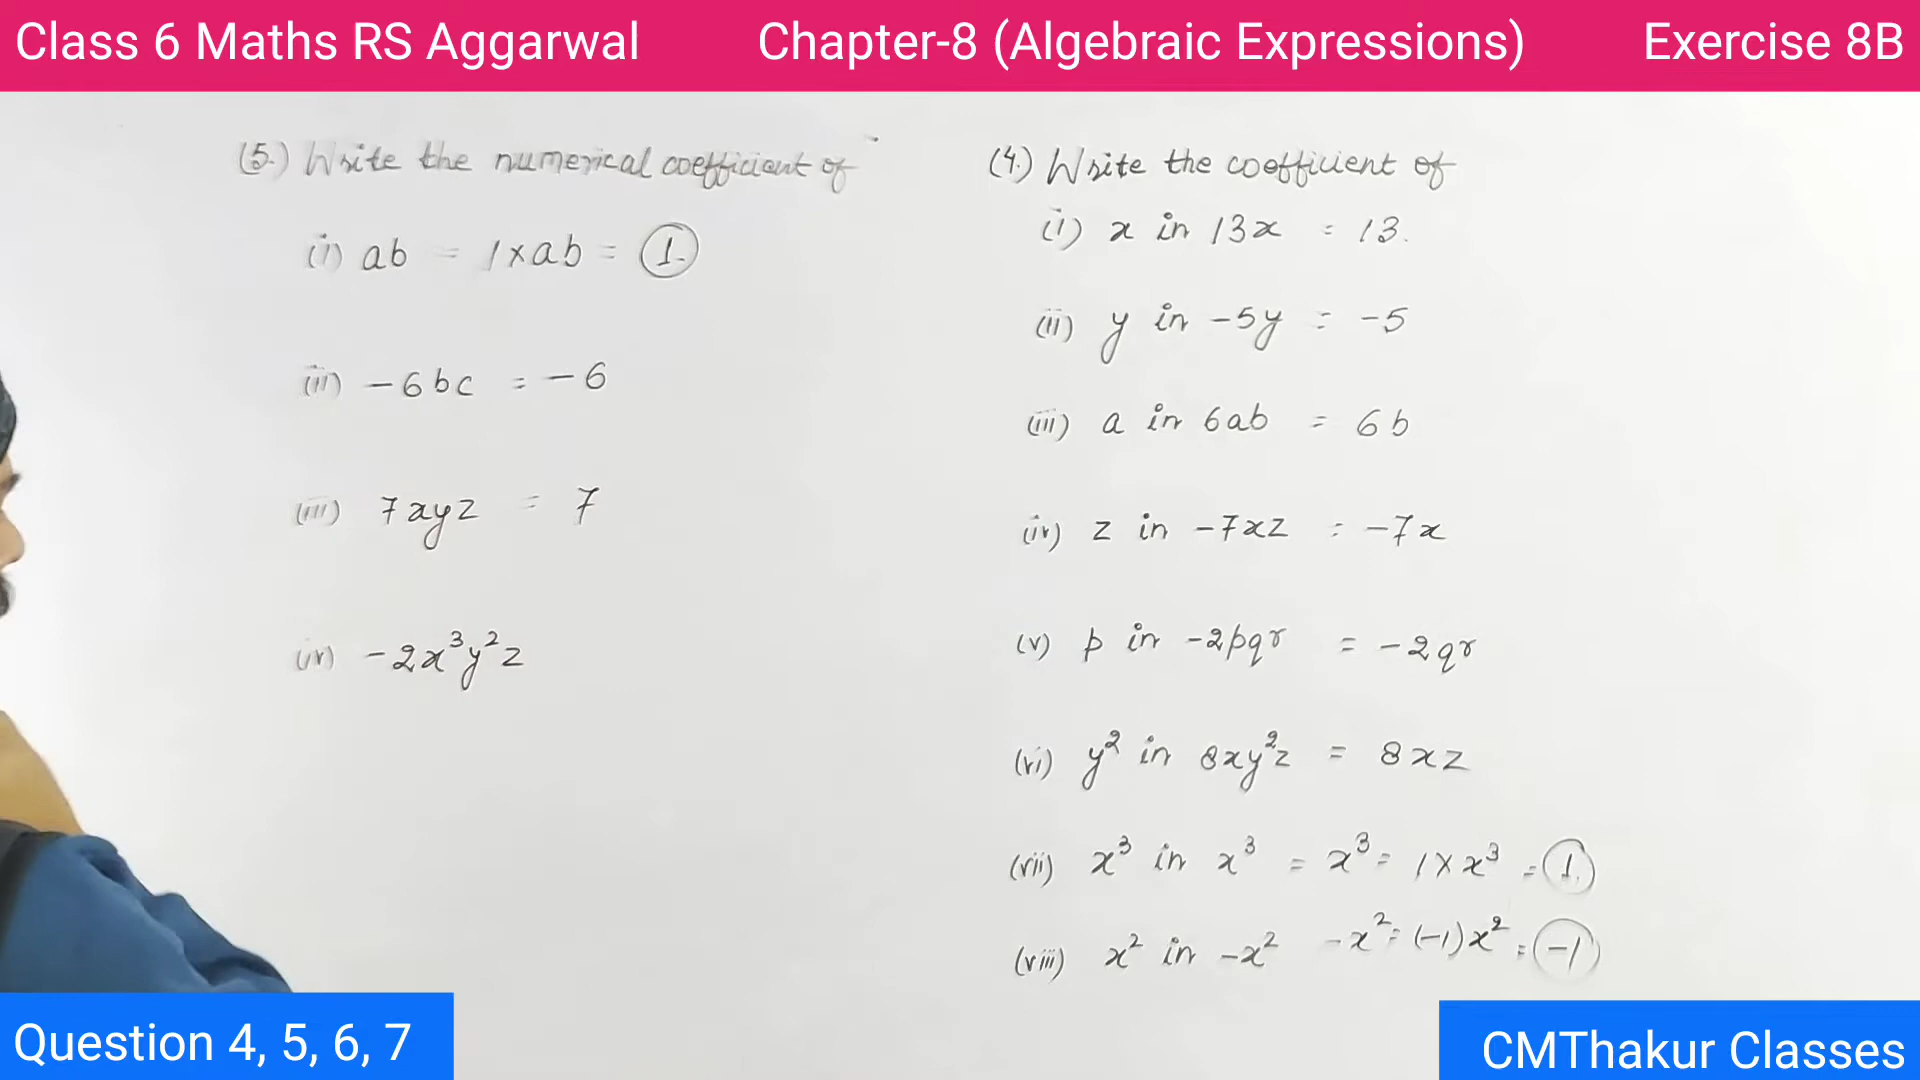 Class 6 Maths RS Aggarwal Chapter-8 (Algebraic Expressions) Exercise 8B
(5.) Write the numerical coefficient of
(i) ab = 1×ab = 1.
(ii) -6bc = -6
(iii) 7xyz = 7
(iv) -2x³y²z
(4.) Write the coefficient of
(i) x in 13x = 13.
(ii) y in -5y = -5
(iii) a in 6ab = 6b
(iv) z in -7xz = -7x
(v) p in -2pqr = -2qr
(vi) y² in 8xy²z = 8xz
(vii) x³ in x³ = x³ = 1×x³ = 1.
(viii) x² in -x² -x² = (-1)x² = -1
Question 4, 5, 6, 7
CMThakur Classes